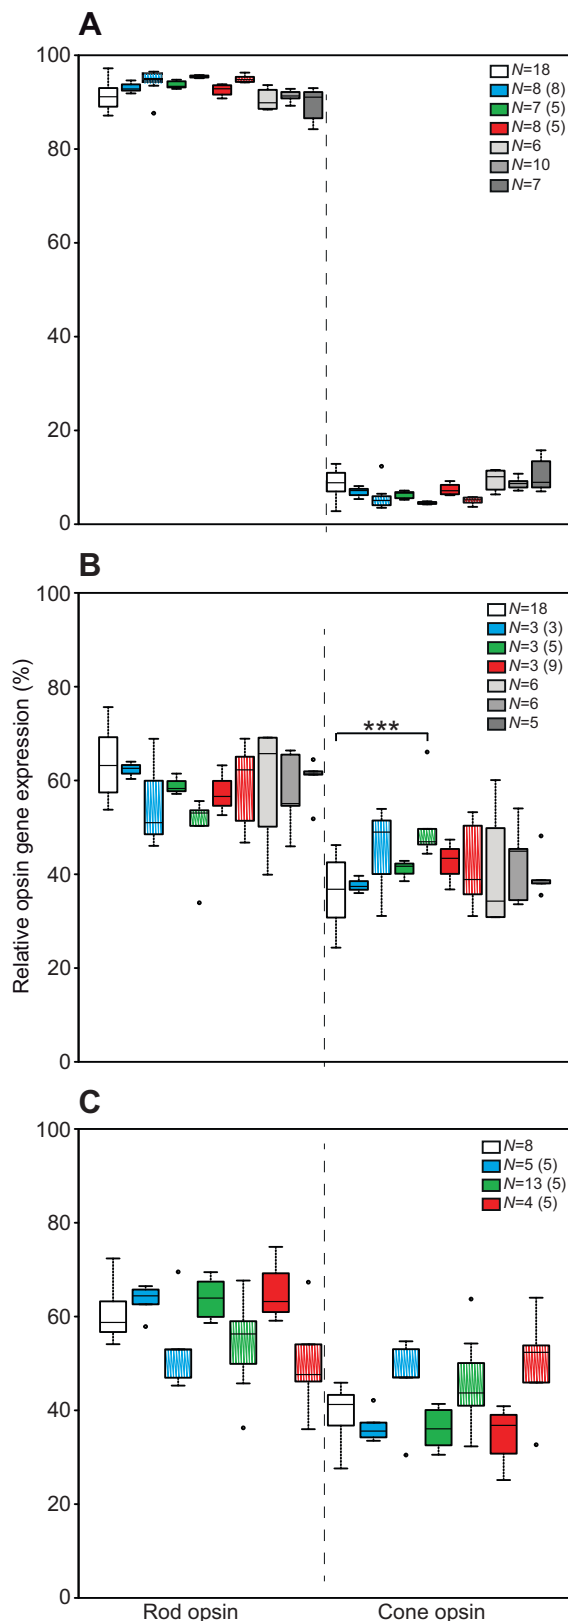 A
100
80
60
40
20
0
N=18
N=8 (8)
N=7 (5)
N=8 (5)
N=6
N=10
N=7
B
Relative opsin gene expression (%)
100
80
60
40
20
0
N=18
N=3 (3)
N=3 (5)
N=3 (9)
N=6
N=6
N=5
***
C
100
80
60
40
20
0
N=8
N=5 (5)
N=13 (5)
N=4 (5)
Rod opsin
Cone opsin